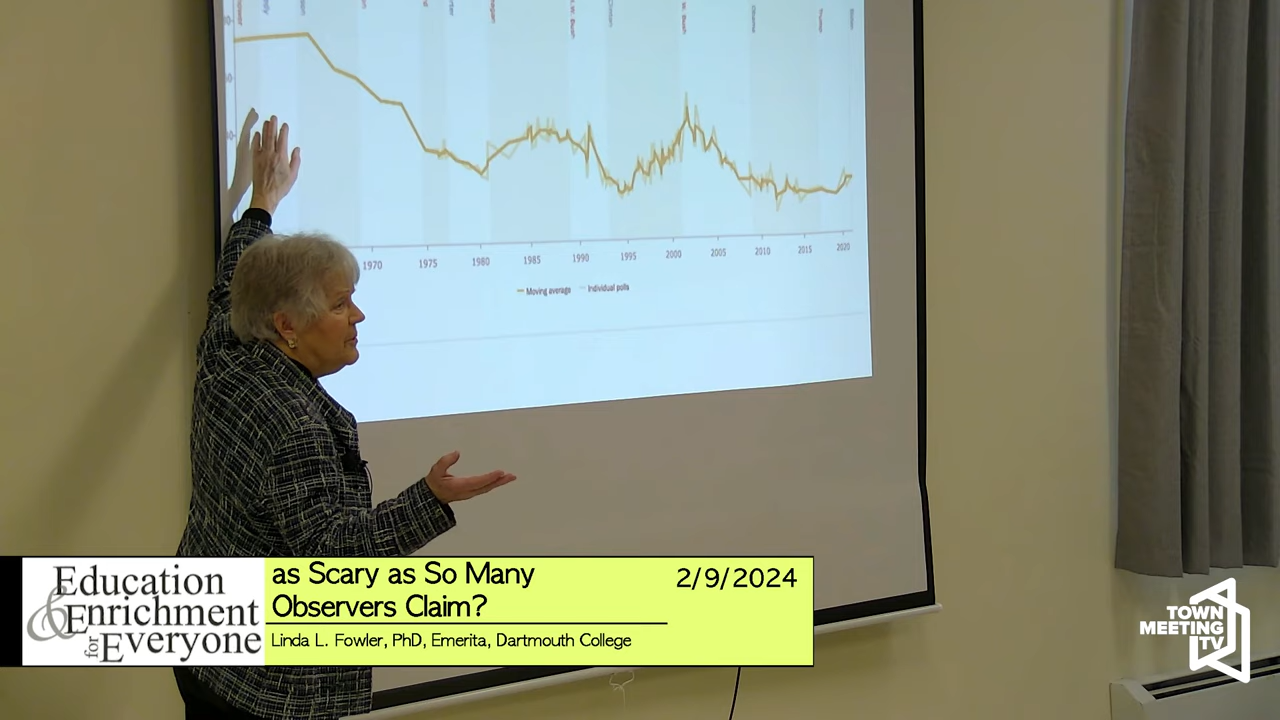 1970 1975 1980 1985 1990 1995 2000 2005 2010 2015 2020
Moving average Individual polls
Education
& Enrichment
for Everyone
as Scary as So Many
Observers Claim?
2/9/2024
Linda L. Fowler, PhD, Emerita, Dartmouth College
TOWN
MEETING
TV